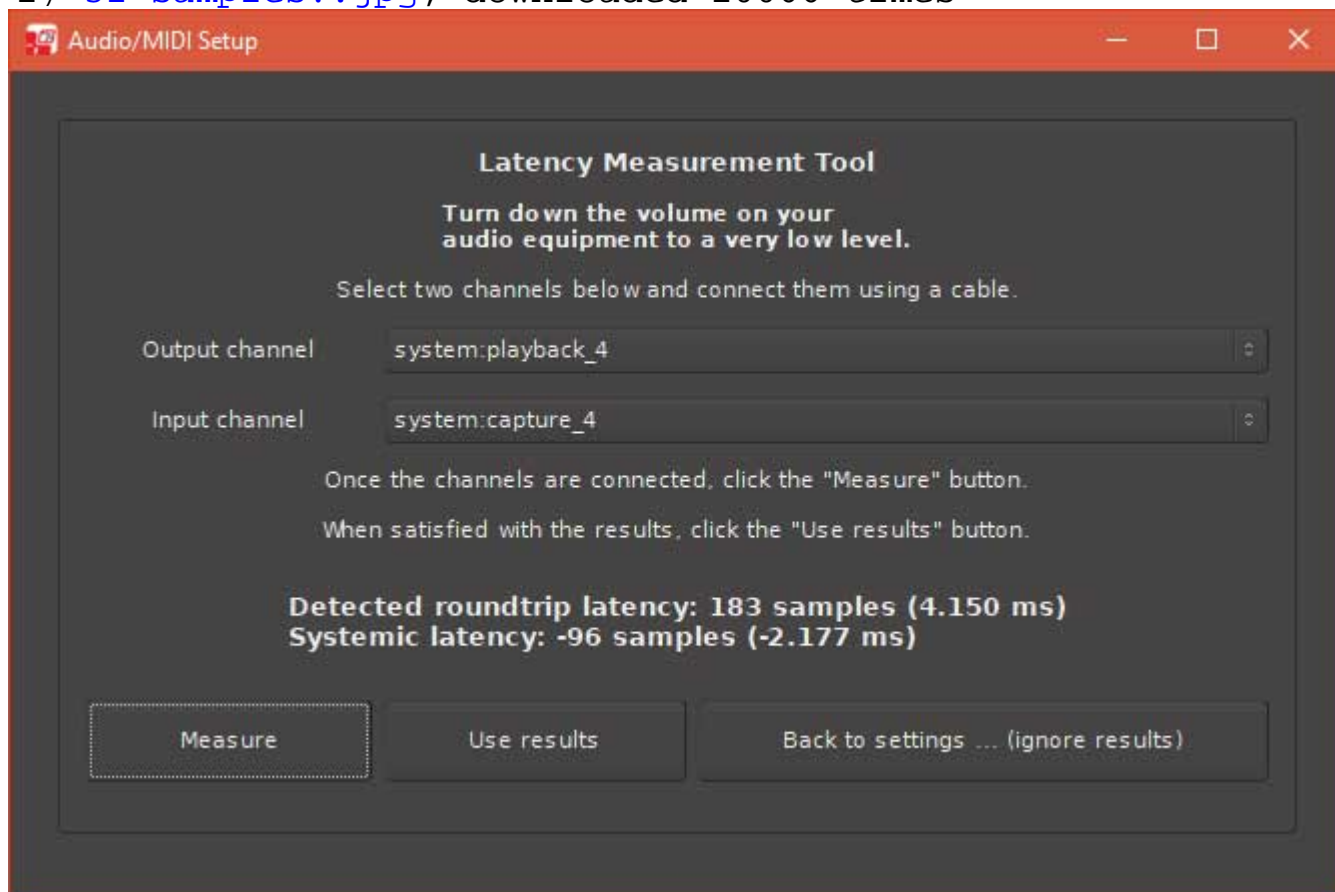 Audio/MIDI Setup
Latency Measurement Tool
Turn down the volume on your
audio equipment to a very low level.
Select two channels below and connect them using a cable.
Output channel system:playback_4
Input channel system:capture_4
Once the channels are connected, click the "Measure" button.
When satisfied with the results, click the "Use results" button.
Detected roundtrip latency: 183 samples (4.150 ms)
Systemic latency: -96 samples (-2.177 ms)
Measure Use results Back to settings ... (ignore results)